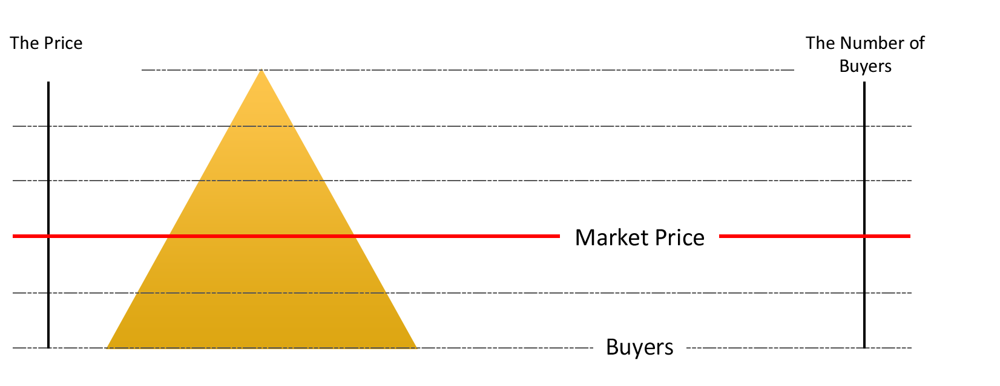 The Price
The Number of
Buyers
Market Price
Buyers